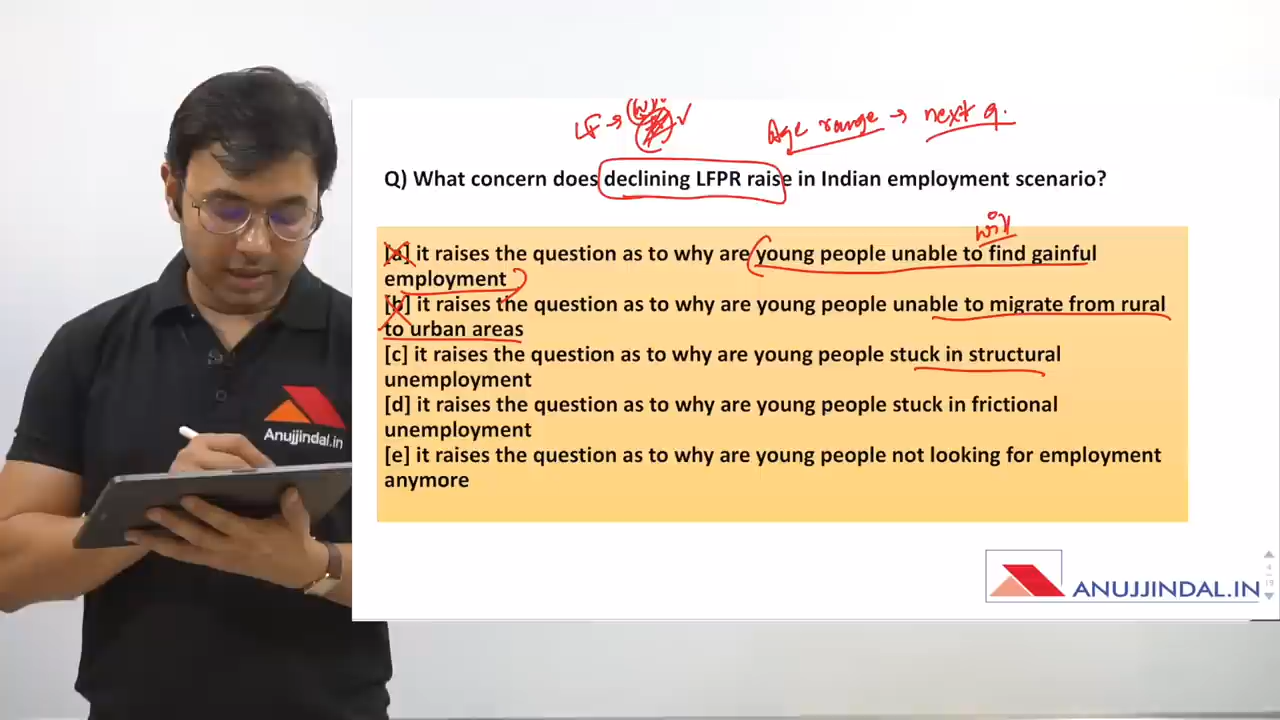 LF →
Age range → next q.
Q) What concern does declining LFPR raise in Indian employment scenario?
[a] it raises the question as to why are young people unable to find gainful
employment
[b] it raises the question as to why are young people unable to migrate from rural
to urban areas
[c] it raises the question as to why are young people stuck in structural
unemployment
[d] it raises the question as to why are young people stuck in frictional
unemployment
[e] it raises the question as to why are young people not looking for employment
anymore
Anujjindal.in
ANUJJINDAL.IN
4
19